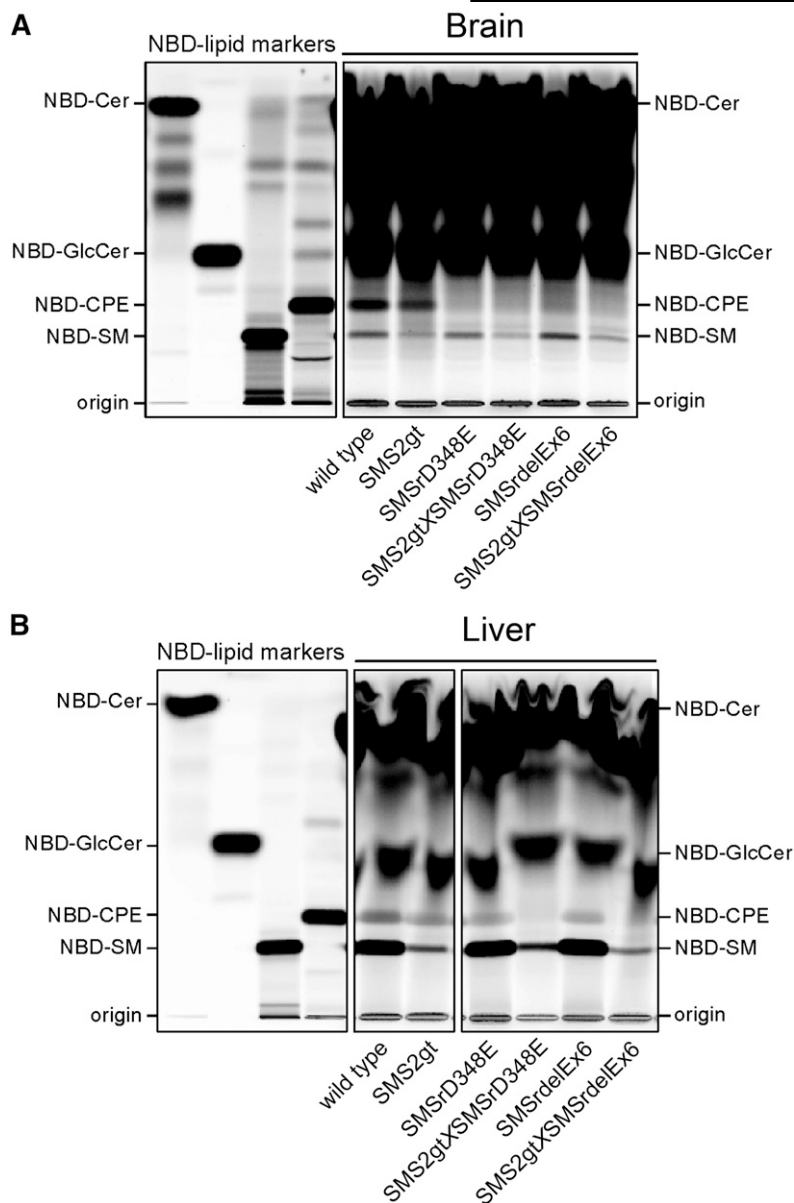 A
Brain
NBD-lipid markers
NBD-Cer
NBD-GlcCer
NBD-CPE
NBD-SM
origin
NBD-Cer
NBD-GlcCer
NBD-CPE
NBD-SM
origin
wild type
SMS2gt
SMSrD348E
SMS2gtXSMSrD348E
SMSrdelEx6
SMS2gtXSMSrdelEx6
B
Liver
NBD-lipid markers
NBD-Cer
NBD-GlcCer
NBD-CPE
NBD-SM
origin
NBD-Cer
NBD-GlcCer
NBD-CPE
NBD-SM
origin
wild type
SMS2gt
SMSrD348E
SMS2gtXSMSrD348E
SMSrdelEx6
SMS2gtXSMSrdelEx6